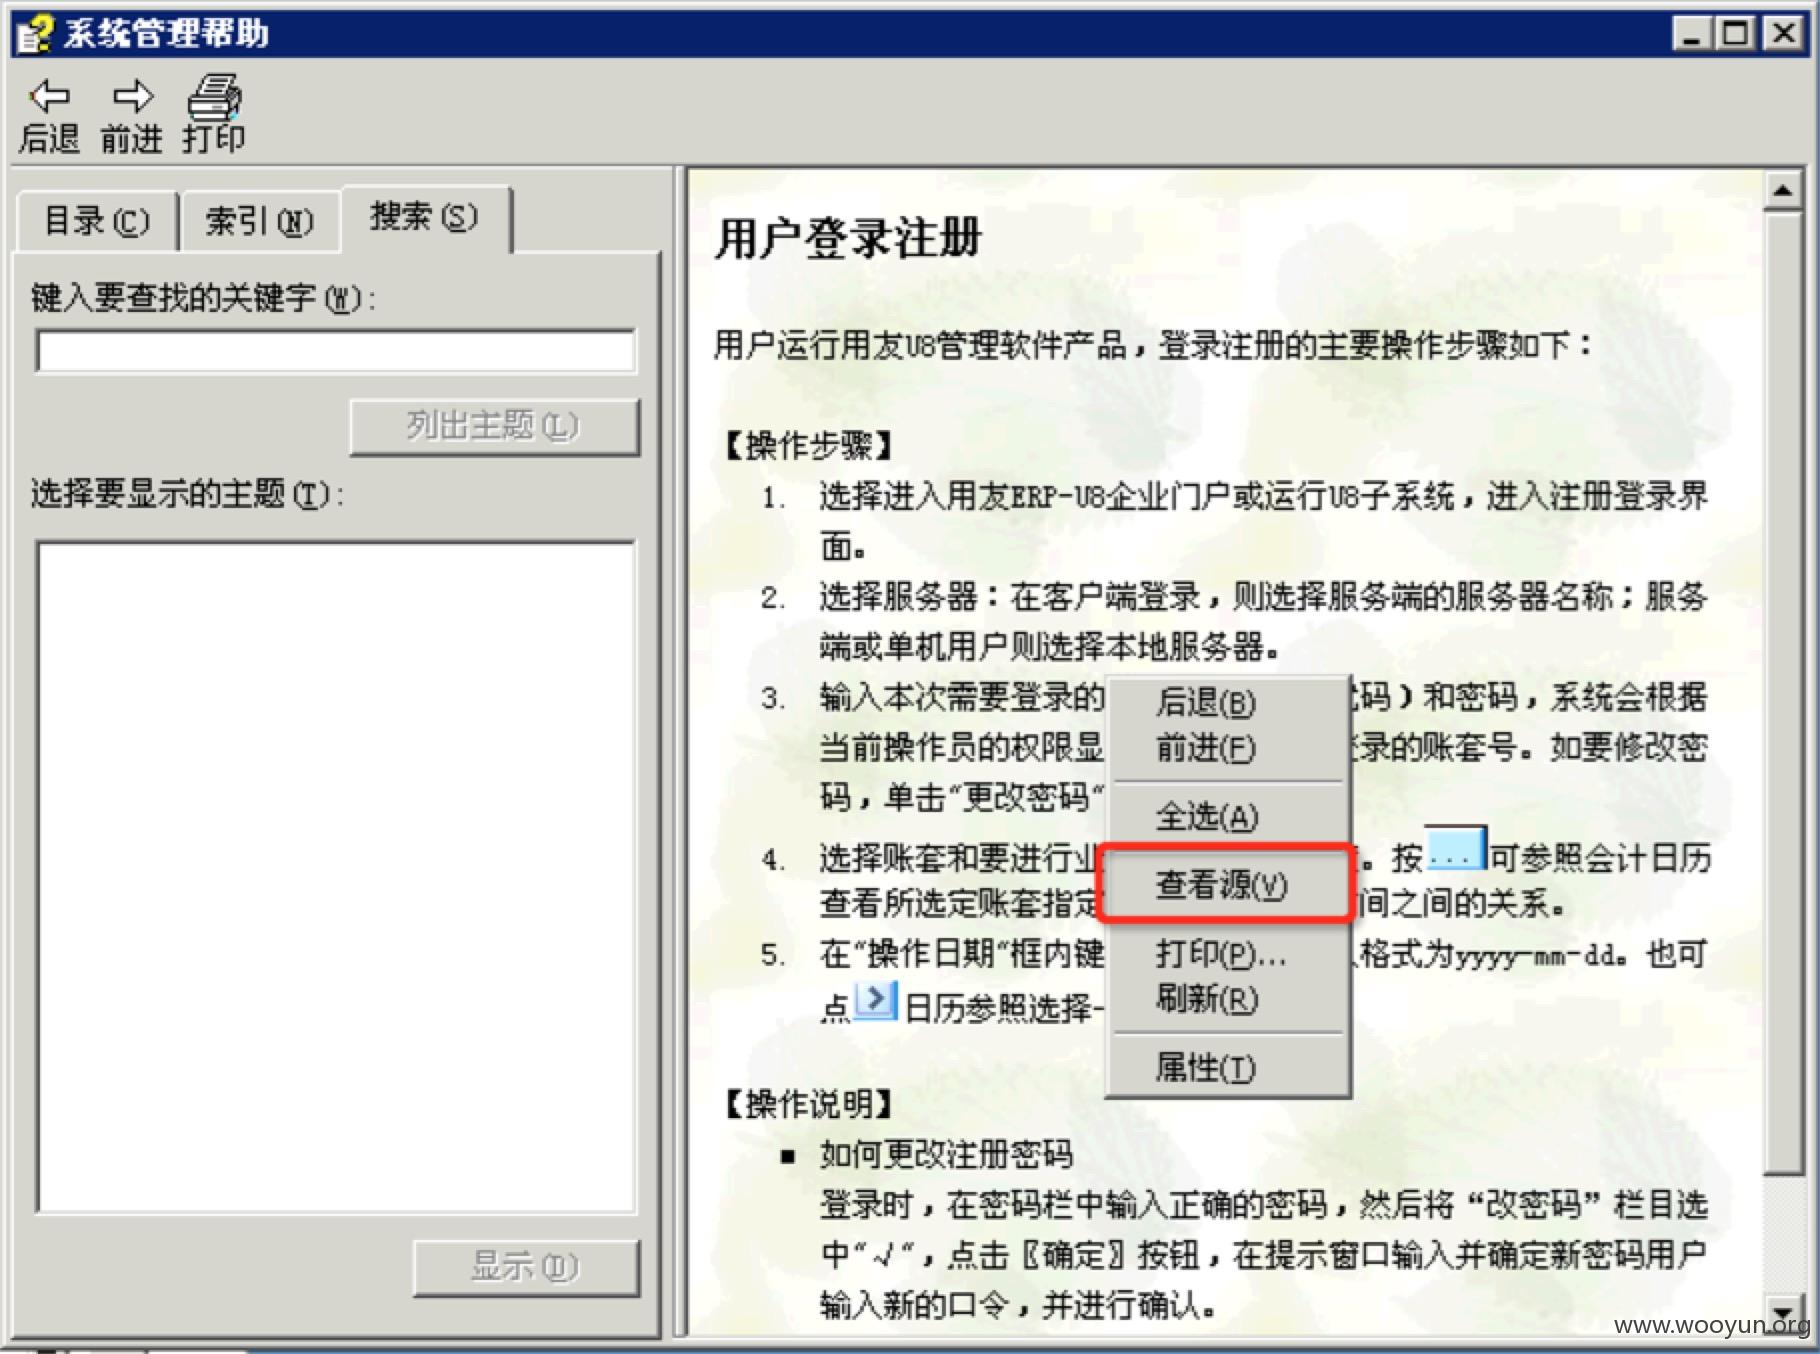 系统管理帮助
后退 前进 打印
目录(C) 索引(N) 搜索(S)
键入要查找的关键字(W):
列出主题(L)
选择要显示的主题(T):
显示(D)
用户登录注册
用户运行用友U8管理软件产品，登录注册的主要操作步骤如下：
【操作步骤】
1. 选择进入用友ERP-U8企业门户或运行U8子系统，进入注册登录界
面。
2. 选择服务器：在客户端登录，则选择服务端的服务器名称；服务
端或单机用户则选择本地服务器。
3. 输入本次需要登录的 码）和密码，系统会根据
当前操作员的权限显 录的账套号。如要修改密
码，单击"更改密码"
4. 选择账套和要进行业 。按...可参照会计日历
查看所选定账套指定 间之间的关系。
5. 在"操作日期"框内键 格式为yyyy-mm-dd。也可
点 > 日历参照选择
后退(B)
前进(F)
全选(A)
查看源(V)
打印(P)...
刷新(R)
属性(T)
【操作说明】
■ 如何更改注册密码
登录时，在密码栏中输入正确的密码，然后将“改密码”栏目选
中"√"，点击〖确定〗按钮，在提示窗口输入并确定新密码用户
输入新的口令，并进行确认。
www.wooyun.org